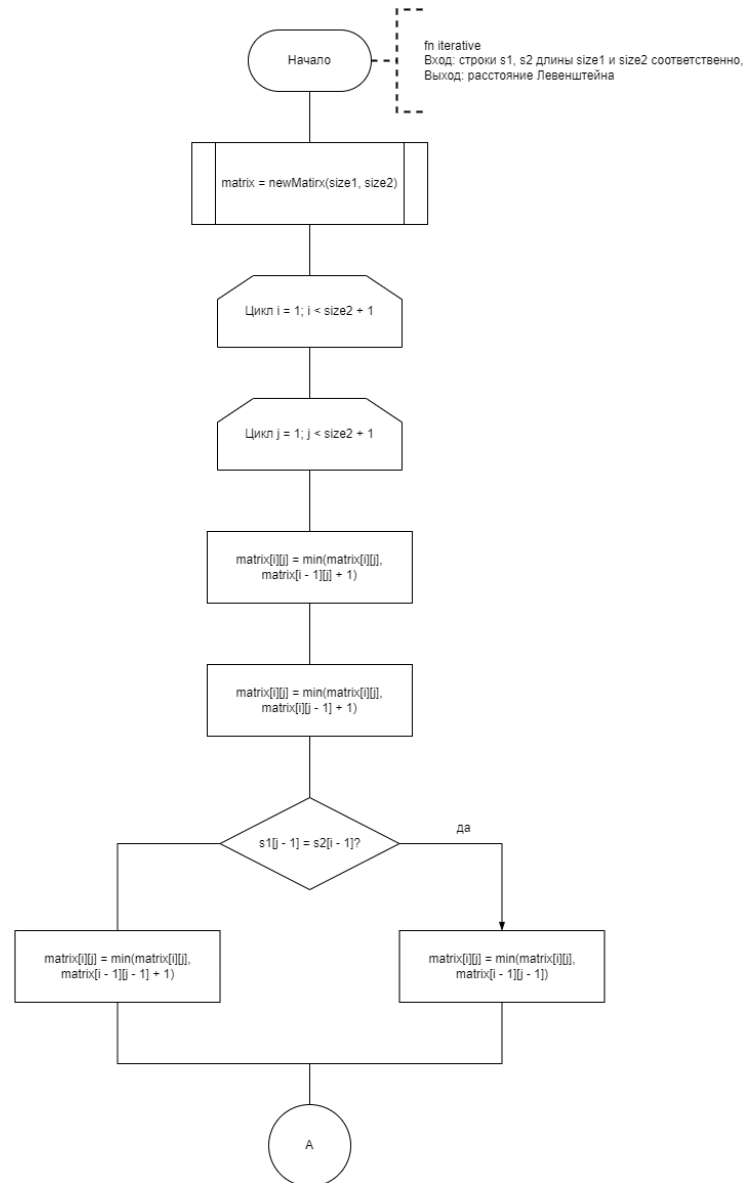 Начало
fn iterative
Вход: строки s1, s2 длины size1 и size2 соответственно,
Выход: расстояние Левенштейна
matrix = newMatirx(size1, size2)
Цикл i = 1; i < size2 + 1
Цикл j = 1; j < size2 + 1
matrix[i][j] = min(matrix[i][j],
matrix[i - 1][j] + 1)
matrix[i][j] = min(matrix[i][j],
matrix[i][j - 1] + 1)
s1[j - 1] = s2[i - 1]?
да
matrix[i][j] = min(matrix[i][j],
matrix[i - 1][j - 1] + 1)
matrix[i][j] = min(matrix[i][j],
matrix[i - 1][j - 1])
A